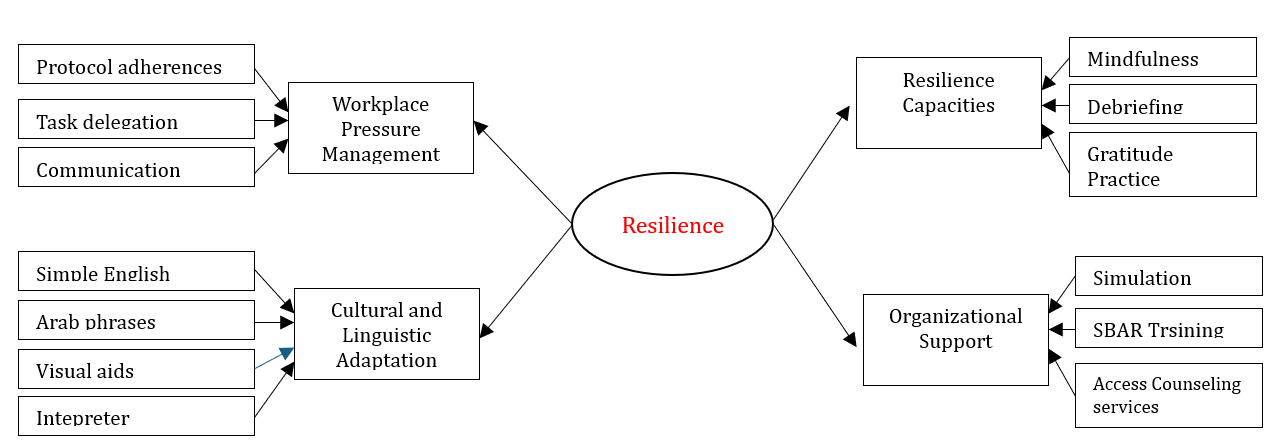 Protocol adherences
Task delegation
Communication
Workplace
Pressure
Management
Simple English
Arab phrases
Visual aids
Intepreter
Cultural and
Linguistic
Adaptation
Resilience
Resilience
Capacities
Mindfulness
Debriefing
Gratitude
Practice
Organizational
Support
Simulation
SBAR Trsining
Access Counseling
services